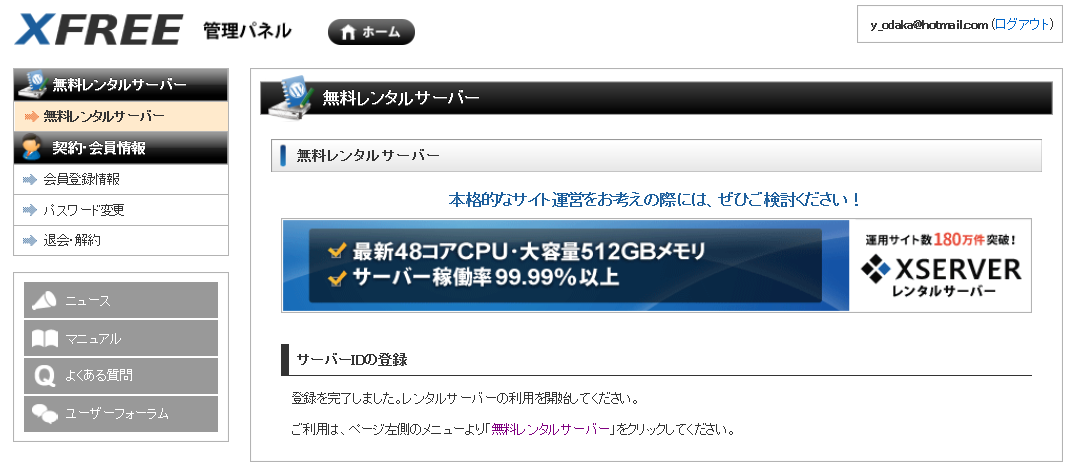 XFREE 管理パネル
ホーム
y_odaka@hotmail.com (ログアウト)
無料レンタルサーバー
無料レンタルサーバー
契約・会員情報
会員登録情報
パスワード変更
退会・解約
ニュース
マニュアル
よくある質問
ユーザーフォーラム
無料レンタルサーバー
無料レンタルサーバー
本格的なサイト運営をお考えの際には、ぜひご検討ください！
最新48コアCPU・大容量512GBメモリ
サーバー稼働率99.99%以上
運用サイト数180万件突破!
XSERVER
レンタルサーバー
サーバーIDの登録
登録を完了しました。レンタルサーバーの利用を開始してください。
ご利用は、ページ左側のメニューより「無料レンタルサーバー」をクリックしてください。